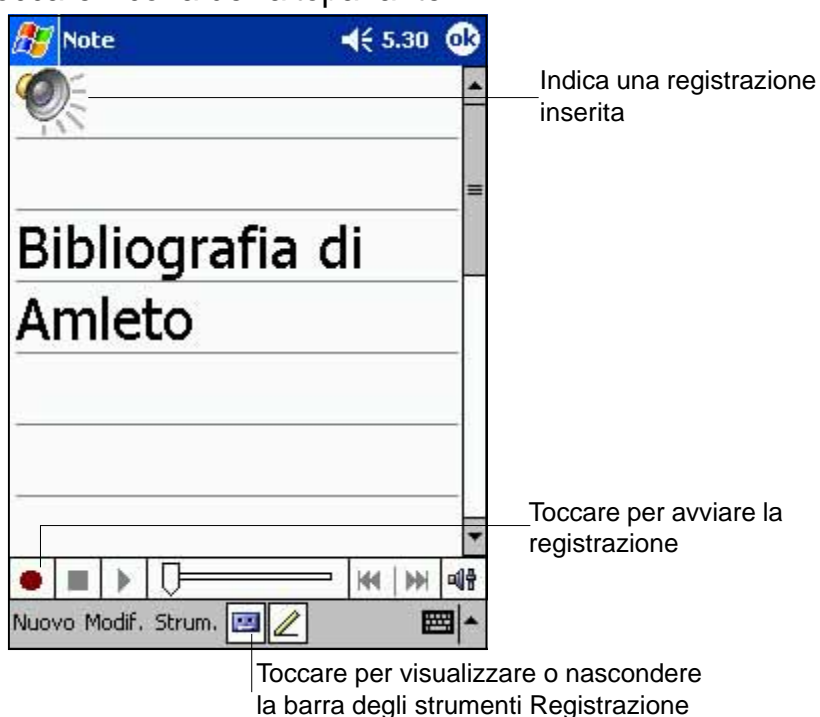 Note 5.30 ok
Indica una registrazione
inserita
Bibliografia di
Amleto
Toccare per avviare la
registrazione
Nuovo Modif. Strum.
Toccare per visualizzare o nascondere
la barra degli strumenti Registrazione